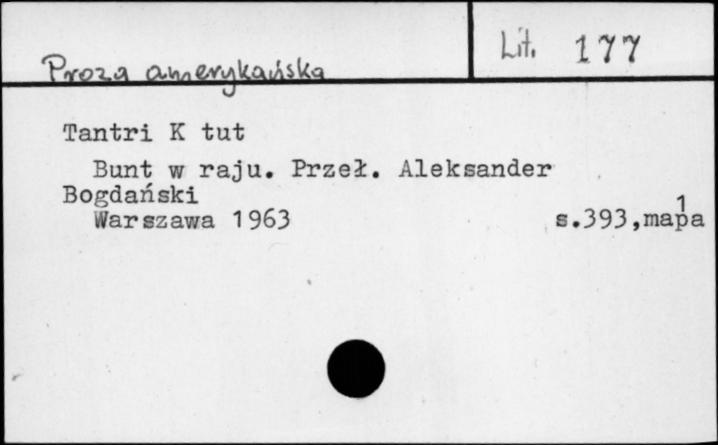 Proza amerykańska
Lit. 177
Tantri K tut
Bunt w raju. Przeł. Aleksander
Bogdański
Warszawa 1963 s.393,mapa 1